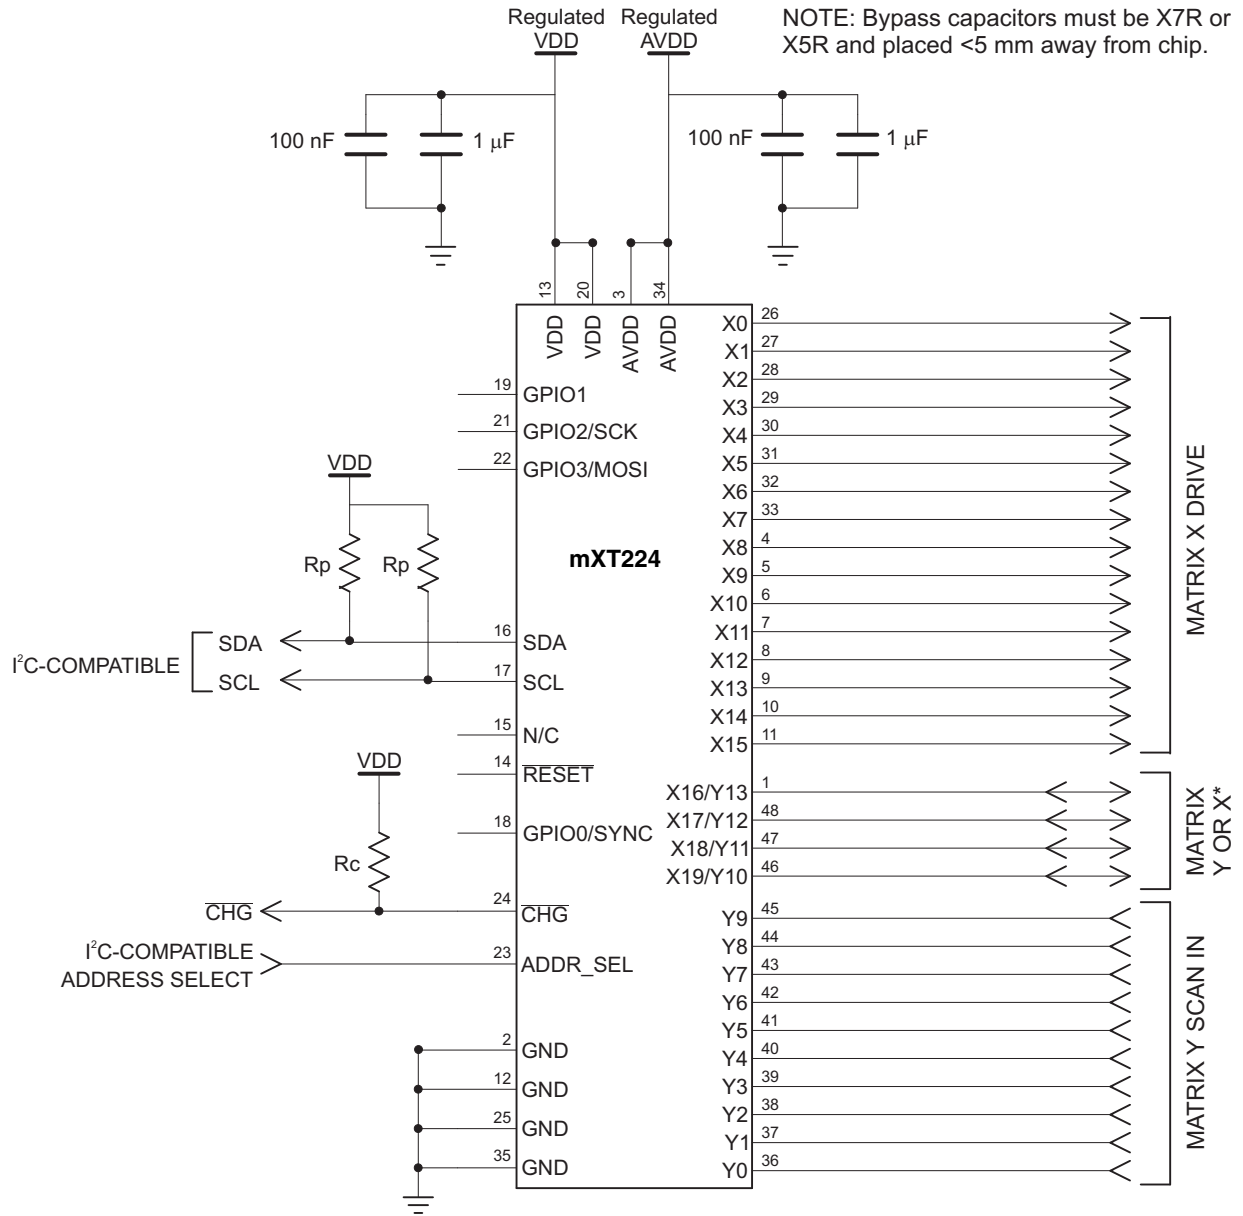 Regulated
VDD
Regulated
AVDD
NOTE: Bypass capacitors must be X7R or
X5R and placed <5 mm away from chip.
100 nF
1 μF
100 nF
1 μF
13
20
3
34
VDD
VDD
AVDD
AVDD
mXT224
19 GPIO1
21 GPIO2/SCK
22 GPIO3/MOSI
VDD
Rp
Rp
I²C-COMPATIBLE
SDA
SCL
16 SDA
17 SCL
15 N/C
14 RESET
18 GPIO0/SYNC
VDD
Rc
CHG
24 CHG
I²C-COMPATIBLE
ADDRESS SELECT
23 ADDR_SEL
2 GND
12 GND
25 GND
35 GND
X0 26
X1 27
X2 28
X3 29
X4 30
X5 31
X6 32
X7 33
X8 4
X9 5
X10 6
X11 7
X12 8
X13 9
X14 10
X15 11
MATRIX X DRIVE
X16/Y13 1
X17/Y12 48
X18/Y11 47
X19/Y10 46
MATRIX
Y OR X*
Y9 45
Y8 44
Y7 43
Y6 42
Y5 41
Y4 40
Y3 39
Y2 38
Y1 37
Y0 36
MATRIX Y SCAN IN